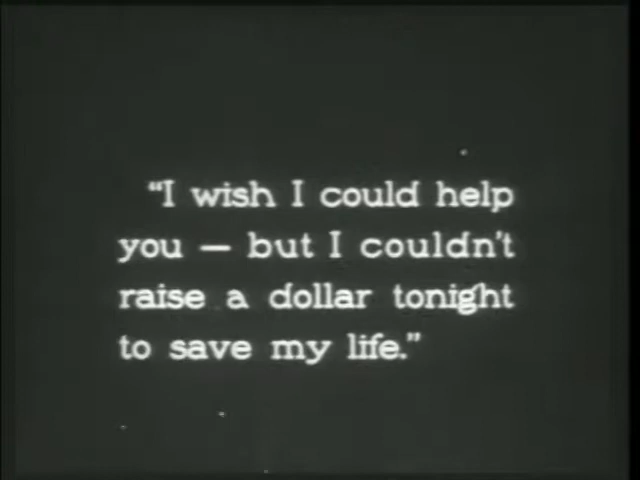 “I wish I could help
you — but I couldn't
raise a dollar tonight
to save my life.”